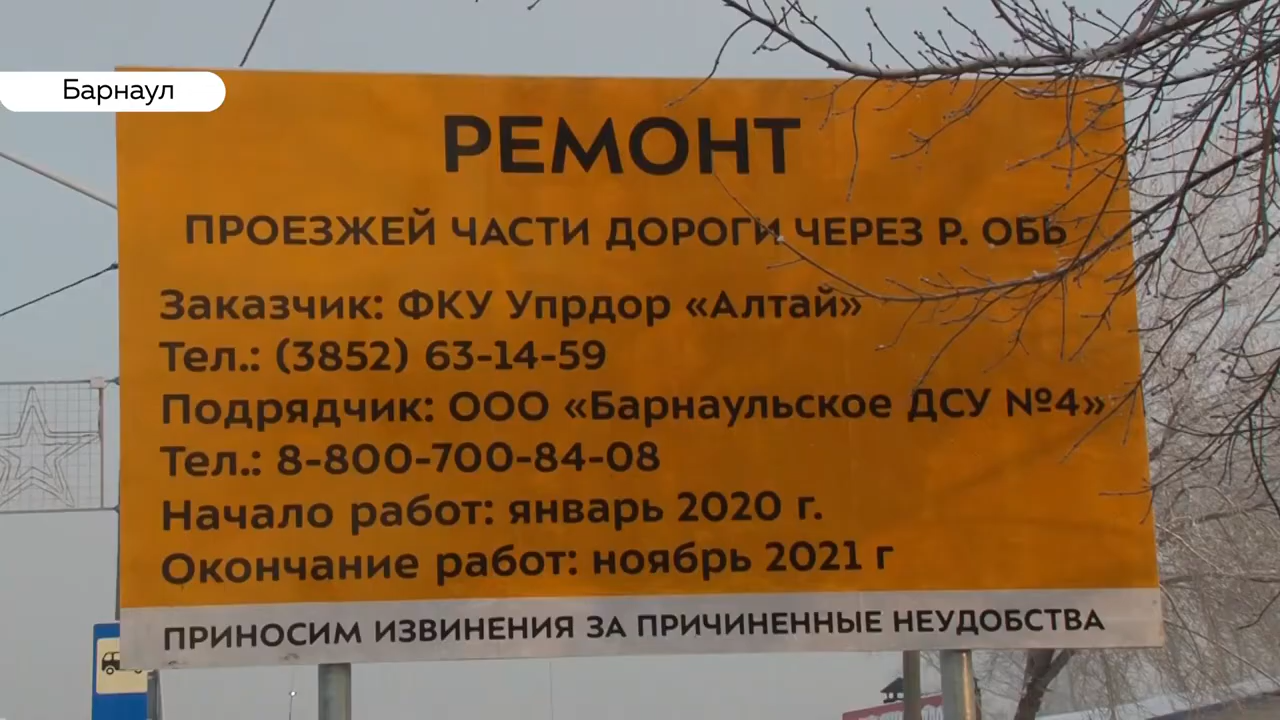 Барнаул
РЕМОНТ
ПРОЕЗЖЕЙ ЧАСТИ ДОРОГИ ЧЕРЕЗ Р. ОБЬ
Заказчик: ФКУ Упрдор «Алтай»
Тел.: (3852) 63-14-59
Подрядчик: ООО «Барнаульское ДСУ №4»
Тел.: 8-800-700-84-08
Начало работ: январь 2020 г.
Окончание работ: ноябрь 2021 г
ПРИНОСИМ ИЗВИНЕНИЯ ЗА ПРИЧИНЕННЫЕ НЕУДОБСТВА